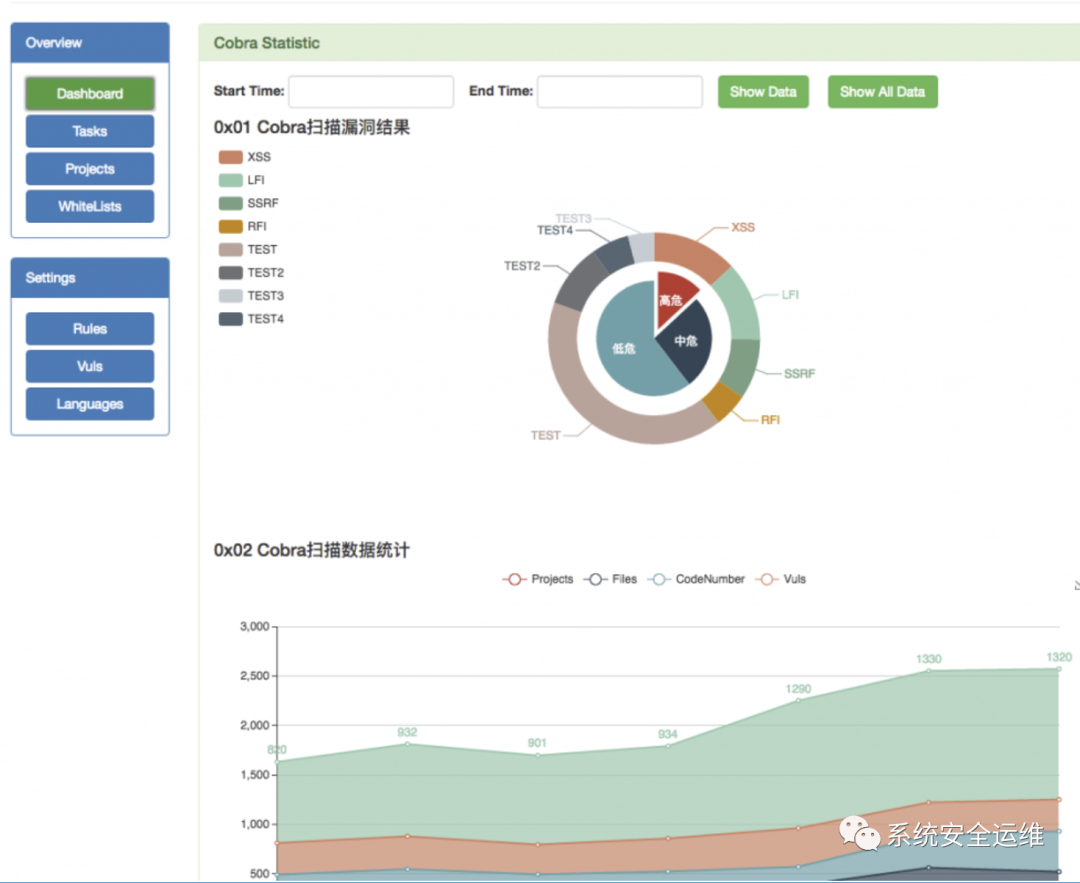 Overview
Dashboard
Tasks
Projects
WhiteLists
Settings
Rules
Vuls
Languages
Cobra Statistic
Start Time:
End Time:
Show Data
Show All Data
0x01 Cobra扫描漏洞结果
XSS
LFI
SSRF
RFI
TEST
TEST2
TEST3
TEST4
TEST3
TEST4
TEST2
TEST
XSS
LFI
SSRF
RFI
高危
中危
低危
0x02 Cobra扫描数据统计
Projects
Files
CodeNumber
Vuls
3,000
2,500
2,000
1,500
1,000
500
820
932
901
934
1290
1330
1320
系统安全运维